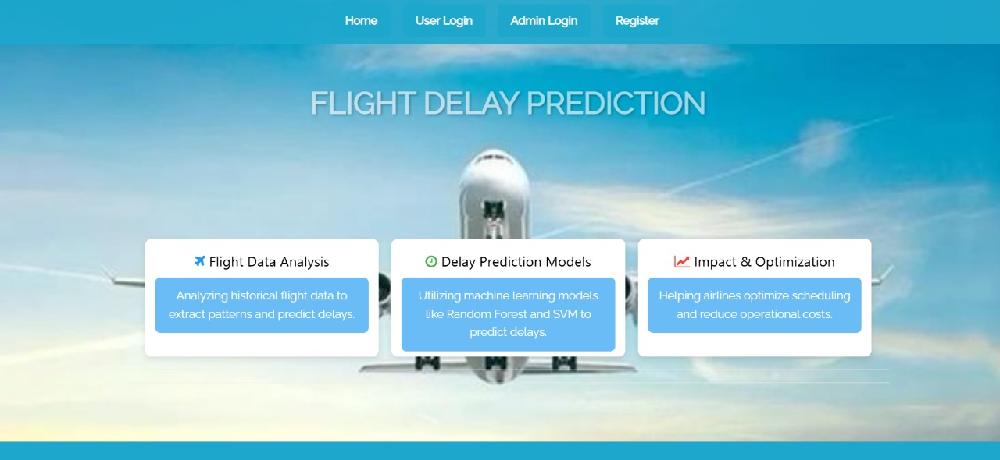 Home
User Login
Admin Login
Register
FLIGHT DELAY PREDICTION
Flight Data Analysis
Analyzing historical flight data to
extract patterns and predict delays.
Delay Prediction Models
Utilizing machine learning models
like Random Forest and SVM to
predict delays.
Impact & Optimization
Helping airlines optimize scheduling
and reduce operational costs.